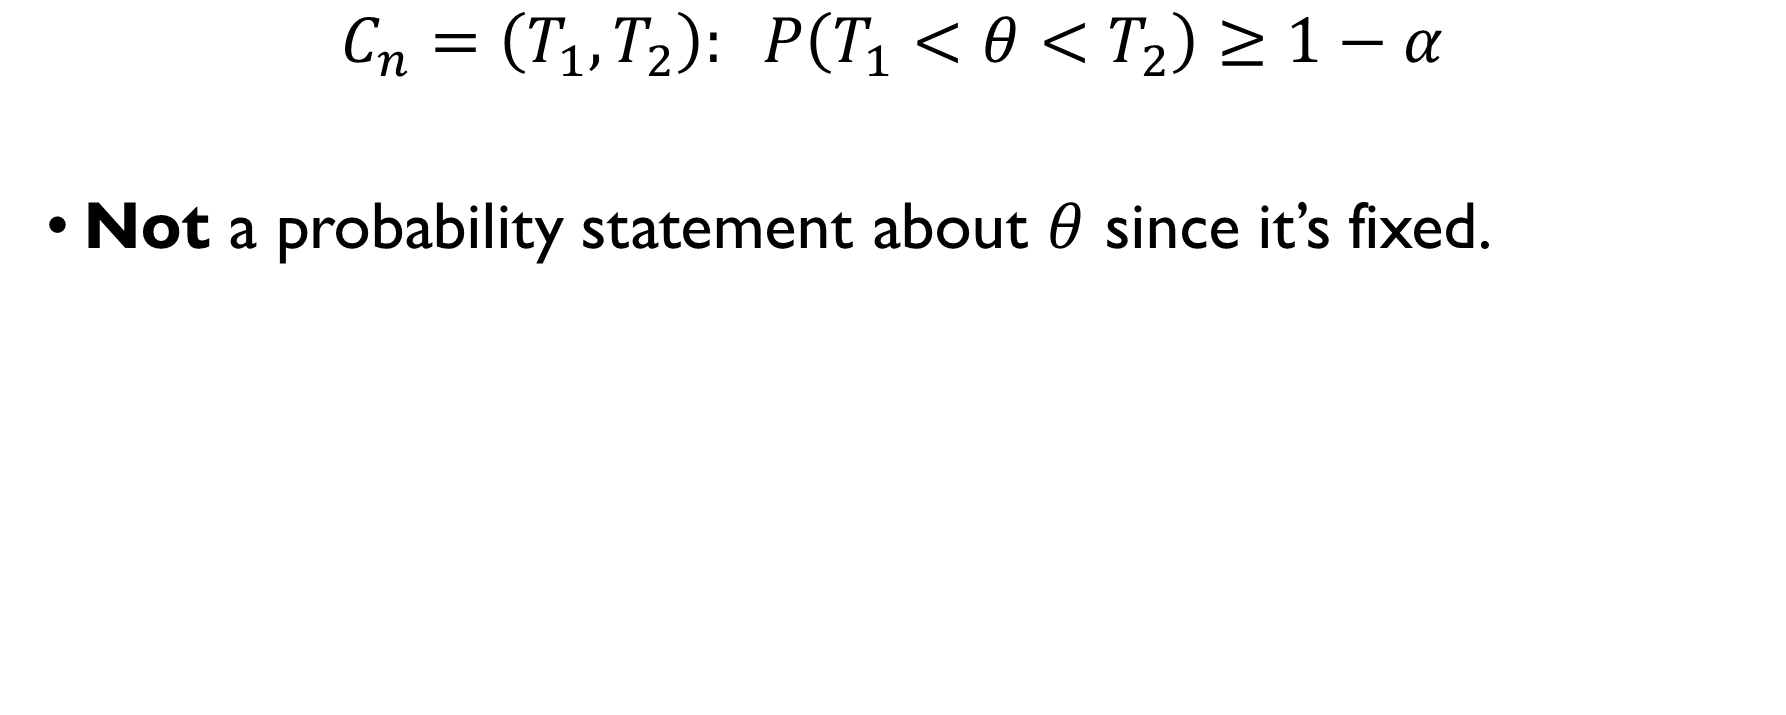 Cₙ = (T₁, T₂): P(T₁ < θ < T₂) ≥ 1 − α
• Not a probability statement about θ since it’s fixed.